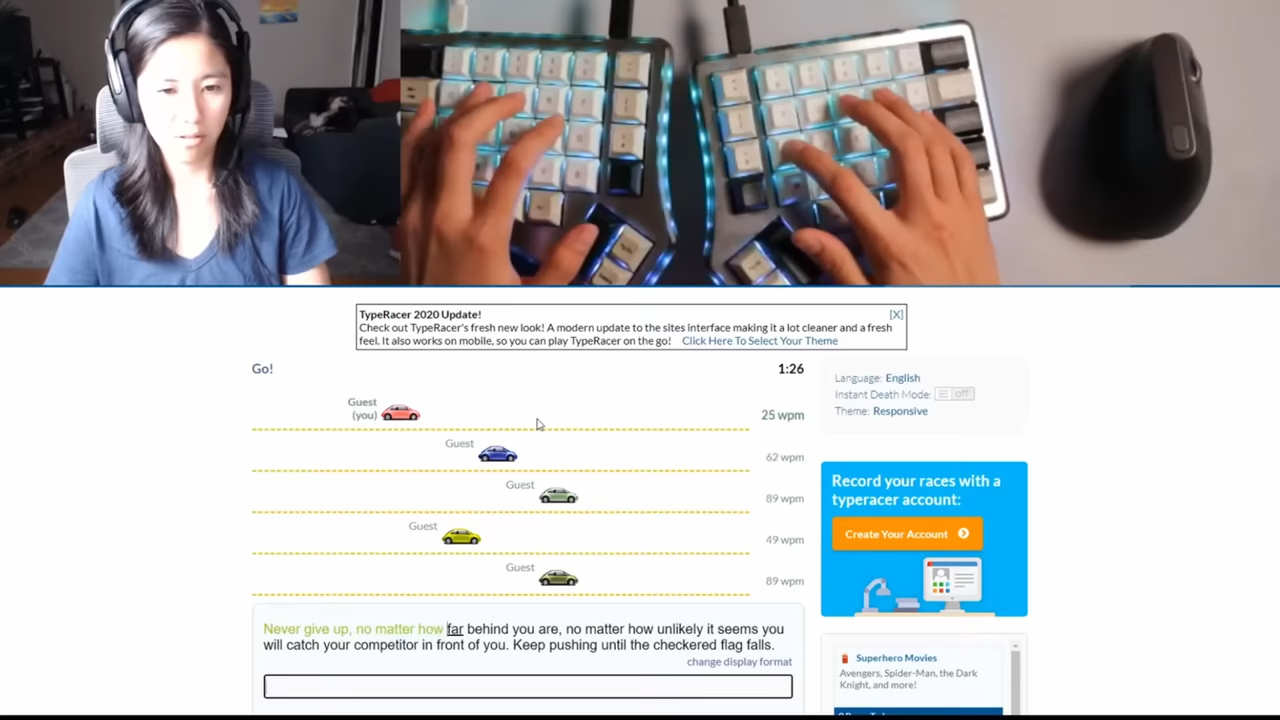 TypeRacer 2020 Update!
[X]
Check out TypeRacer's fresh new look! A modern update to the sites interface making it a lot cleaner and a fresh
feel. It also works on mobile, so you can play TypeRacer on the go! Click Here To Select Your Theme
Go!
1:26
Guest
(you)
25 wpm
Guest
62 wpm
Guest
89 wpm
Guest
49 wpm
Guest
89 wpm
Never give up, no matter how far behind you are, no matter how unlikely it seems you
will catch your competitor in front of you. Keep pushing until the checkered flag falls.
change display format
Language: English
Instant Death Mode: off
Theme: Responsive
Record your races with a
typeracer account:
Create Your Account
Superhero Movies
Avengers, Spider-Man, the Dark
Knight, and more!